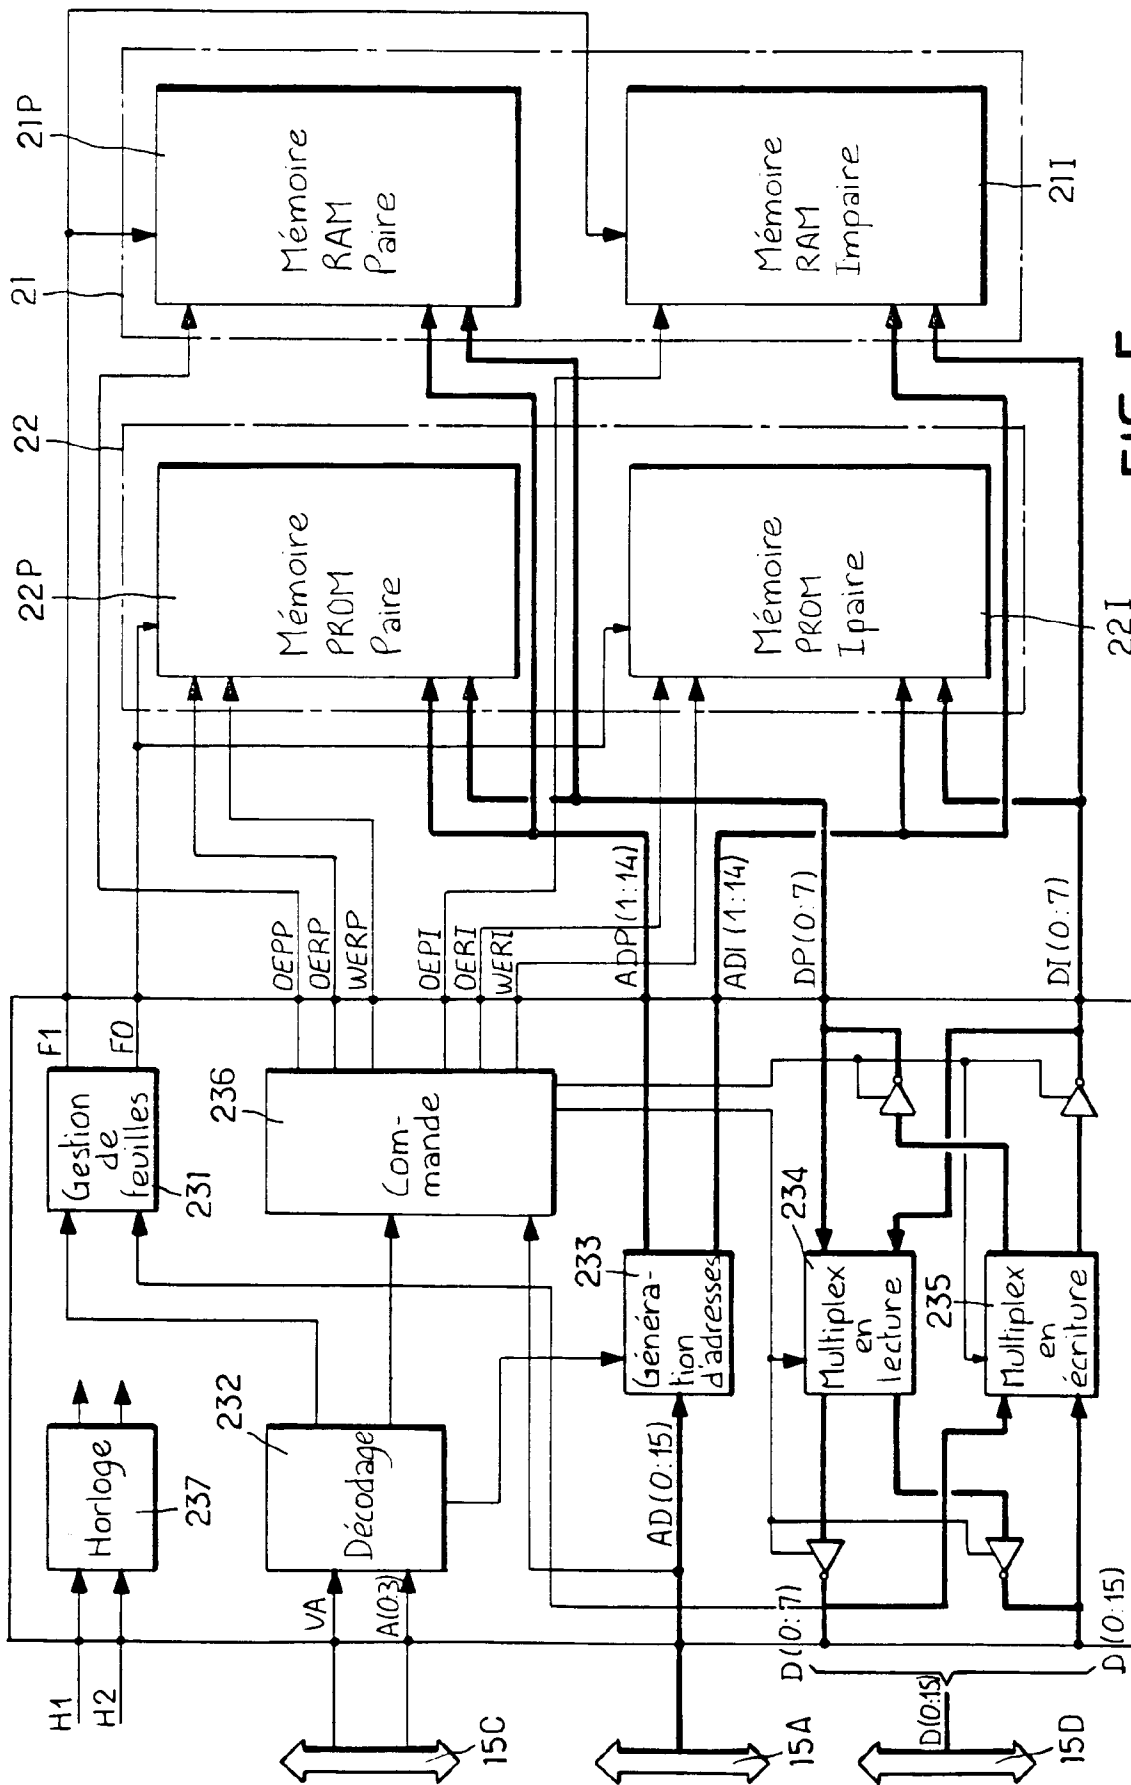 H1
H2
Horloge
237
VA
A(0:3)
Décodage
232
15C
Gestion
de
feuilles
231
F1
F0
Com-
mande
236
OEPP
OERP
WERP
OEPI
OERI
WERI
15A
AD(0:15)
Généra-
tion
d'adresses
233
ADP(1:14)
ADI(1:14)
DP(0:7)
DI(0:7)
D(0:7)
D(0:15)
D(0:15)
15D
Multiplex
en
lecture
234
Multiplex
en
écriture
235
22
22P
Mémoire
PROM
Paire
Mémoire
PROM
Ipaire
22I
21
21P
Mémoire
RAM
Paire
Mémoire
RAM
Impaire
21I